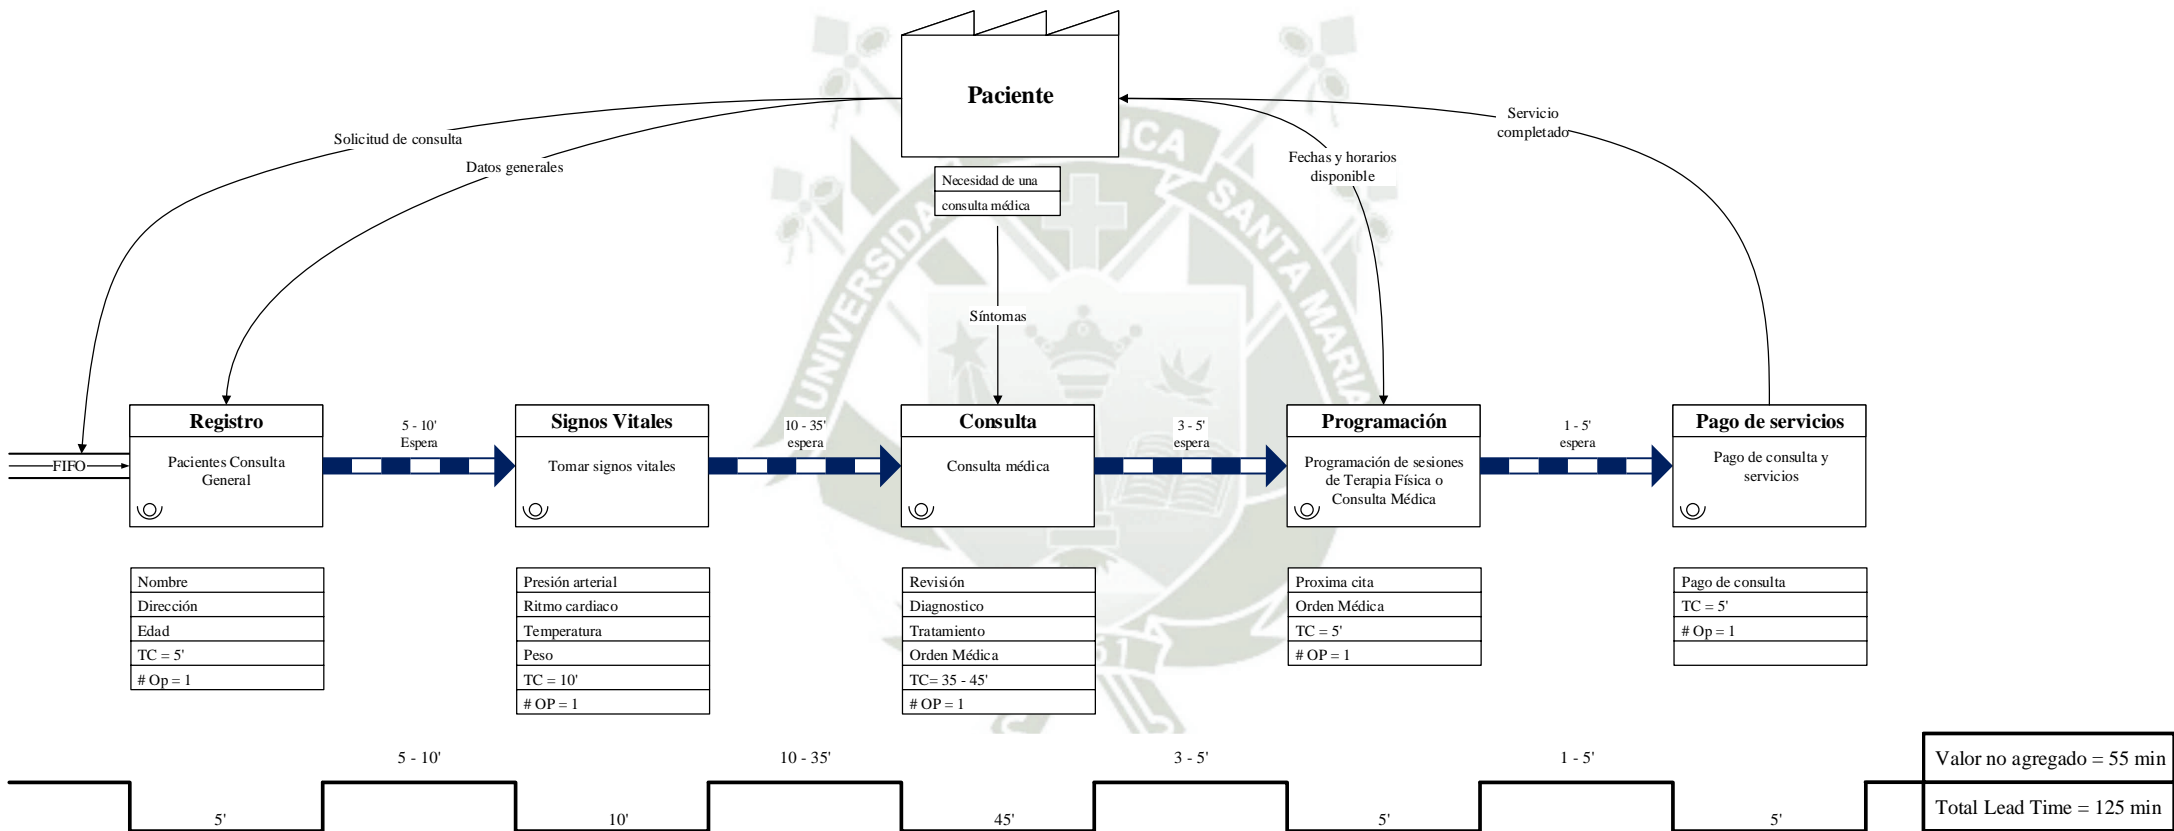 Paciente
Solicitud de consulta
Datos generales
Servicio
completado
Fechas y horarios
disponible
Necesidad de una
consulta médica
Síntomas
UNIVERSIDAD
CATÓLICA
SANTA MARIA
FIFO
Registro
Pacientes Consulta
General
5 - 10'
Espera
Signos Vitales
Tomar signos vitales
10 - 35'
espera
Consulta
Consulta médica
3 - 5'
espera
Programación
Programación de sesiones
de Terapia Física o
Consulta Médica
1 - 5'
espera
Pago de servicios
Pago de consulta y
servicios
Nombre
Dirección
Edad
TC = 5'
# Op = 1
Presión arterial
Ritmo cardiaco
Temperatura
Peso
TC = 10'
# OP = 1
Revisión
Diagnostico
Tratamiento
Orden Médica
TC= 35 - 45'
# OP = 1
Proxima cita
Orden Médica
TC = 5'
# OP = 1
Pago de consulta
TC = 5'
# Op = 1
5 - 10'
10 - 35'
3 - 5'
1 - 5'
Valor no agregado = 55 min
5'
10'
45'
5'
5'
Total Lead Time = 125 min